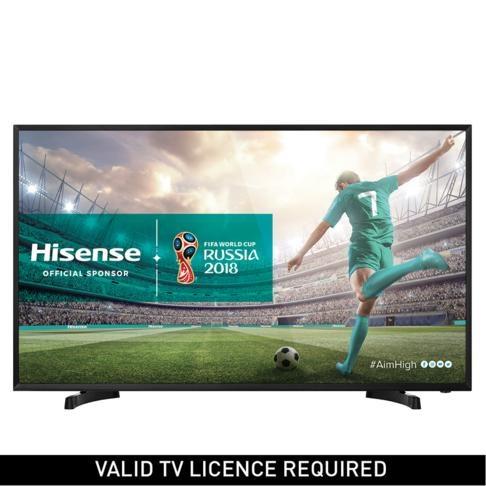 Hisense
OFFICIAL SPONSOR
FIFA WORLD CUP
RUSSIA
2018
7
#AimHigh
VALID TV LICENCE REQUIRED